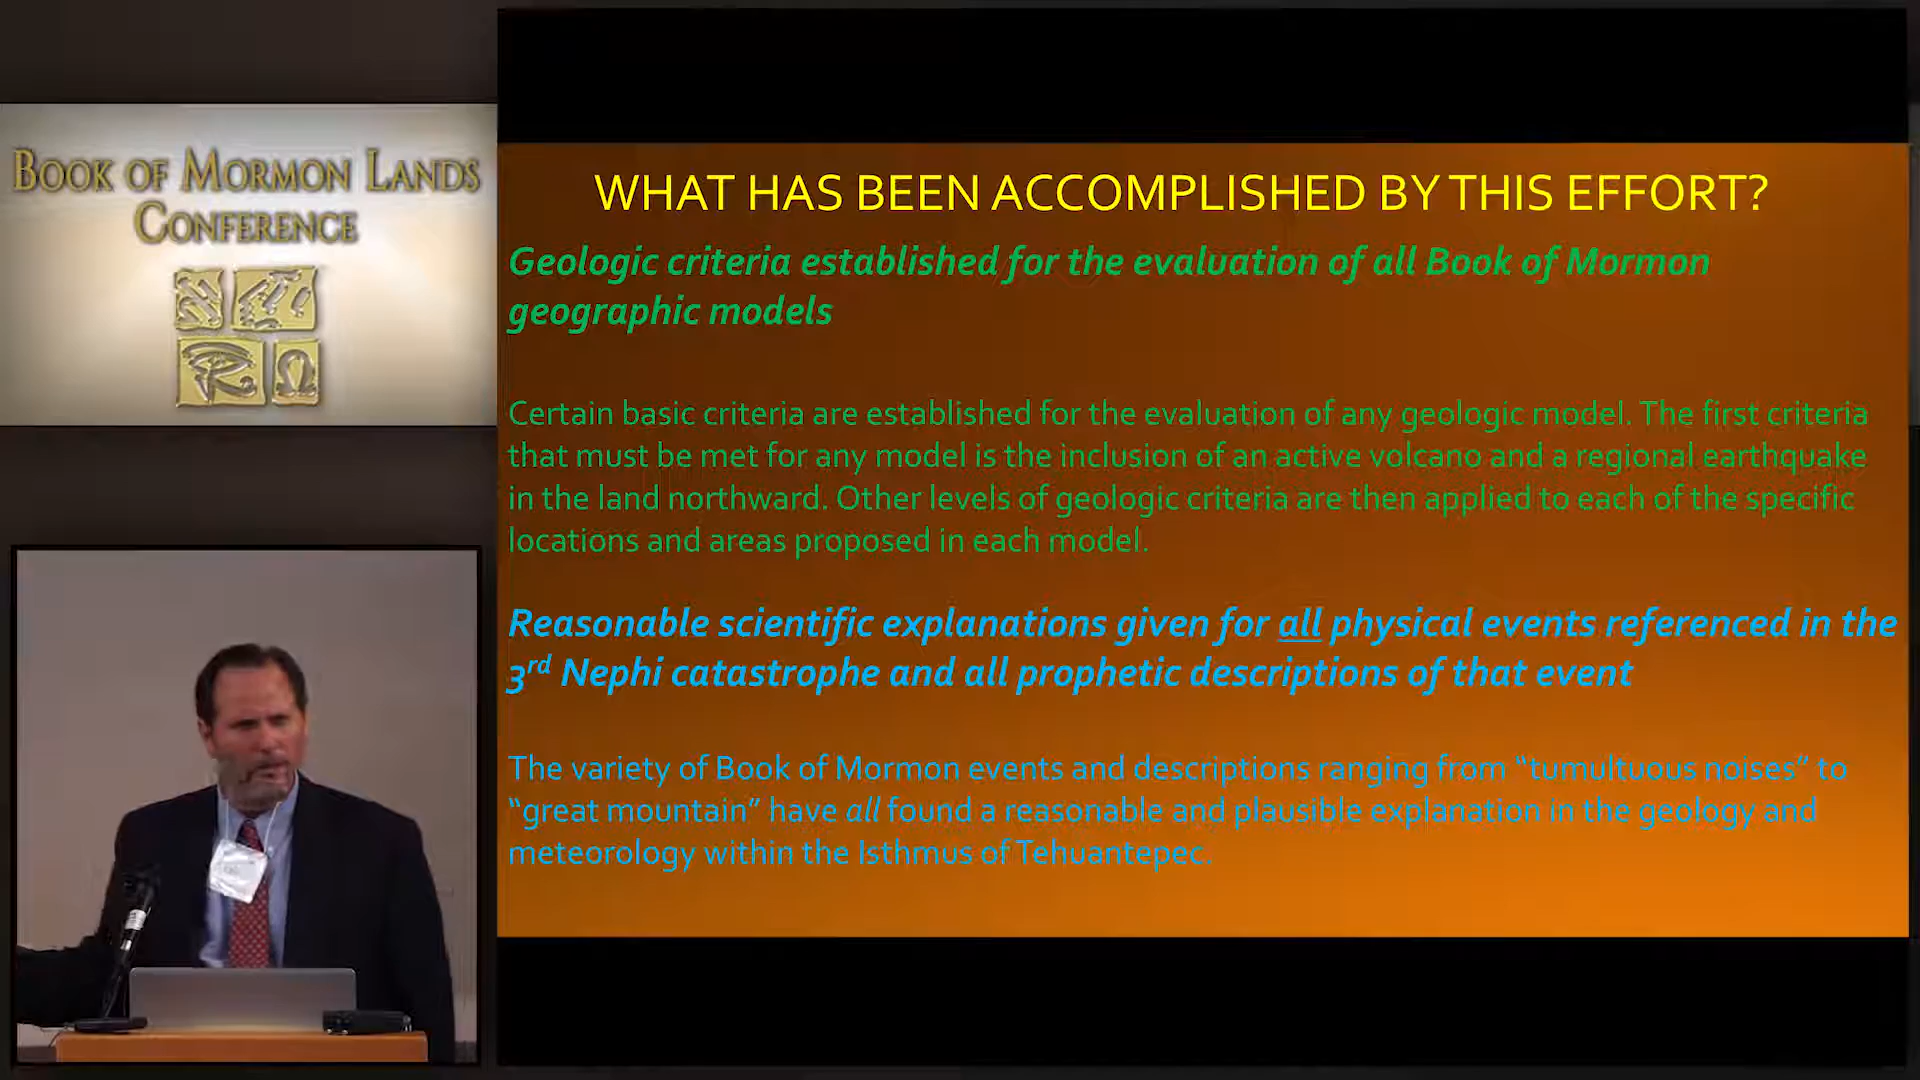 BOOK OF MORMON LANDS
CONFERENCE
WHAT HAS BEEN ACCOMPLISHED BY THIS EFFORT?
Geologic criteria established for the evaluation of all Book of Mormon
geographic models
Certain basic criteria are established for the evaluation of any geologic model. The first criteria
that must be met for any model is the inclusion of an active volcano and a regional earthquake
in the land northward. Other levels of geologic criteria are then applied to each of the specific
locations and areas proposed in each model.
Reasonable scientific explanations given for all physical events referenced in the
3rd Nephi catastrophe and all prophetic descriptions of that event
The variety of Book of Mormon events and descriptions ranging from “tumultuous noises” to
“great mountain” have all found a reasonable and plausible explanation in the geology and
meteorology within the Isthmus of Tehuantepec.